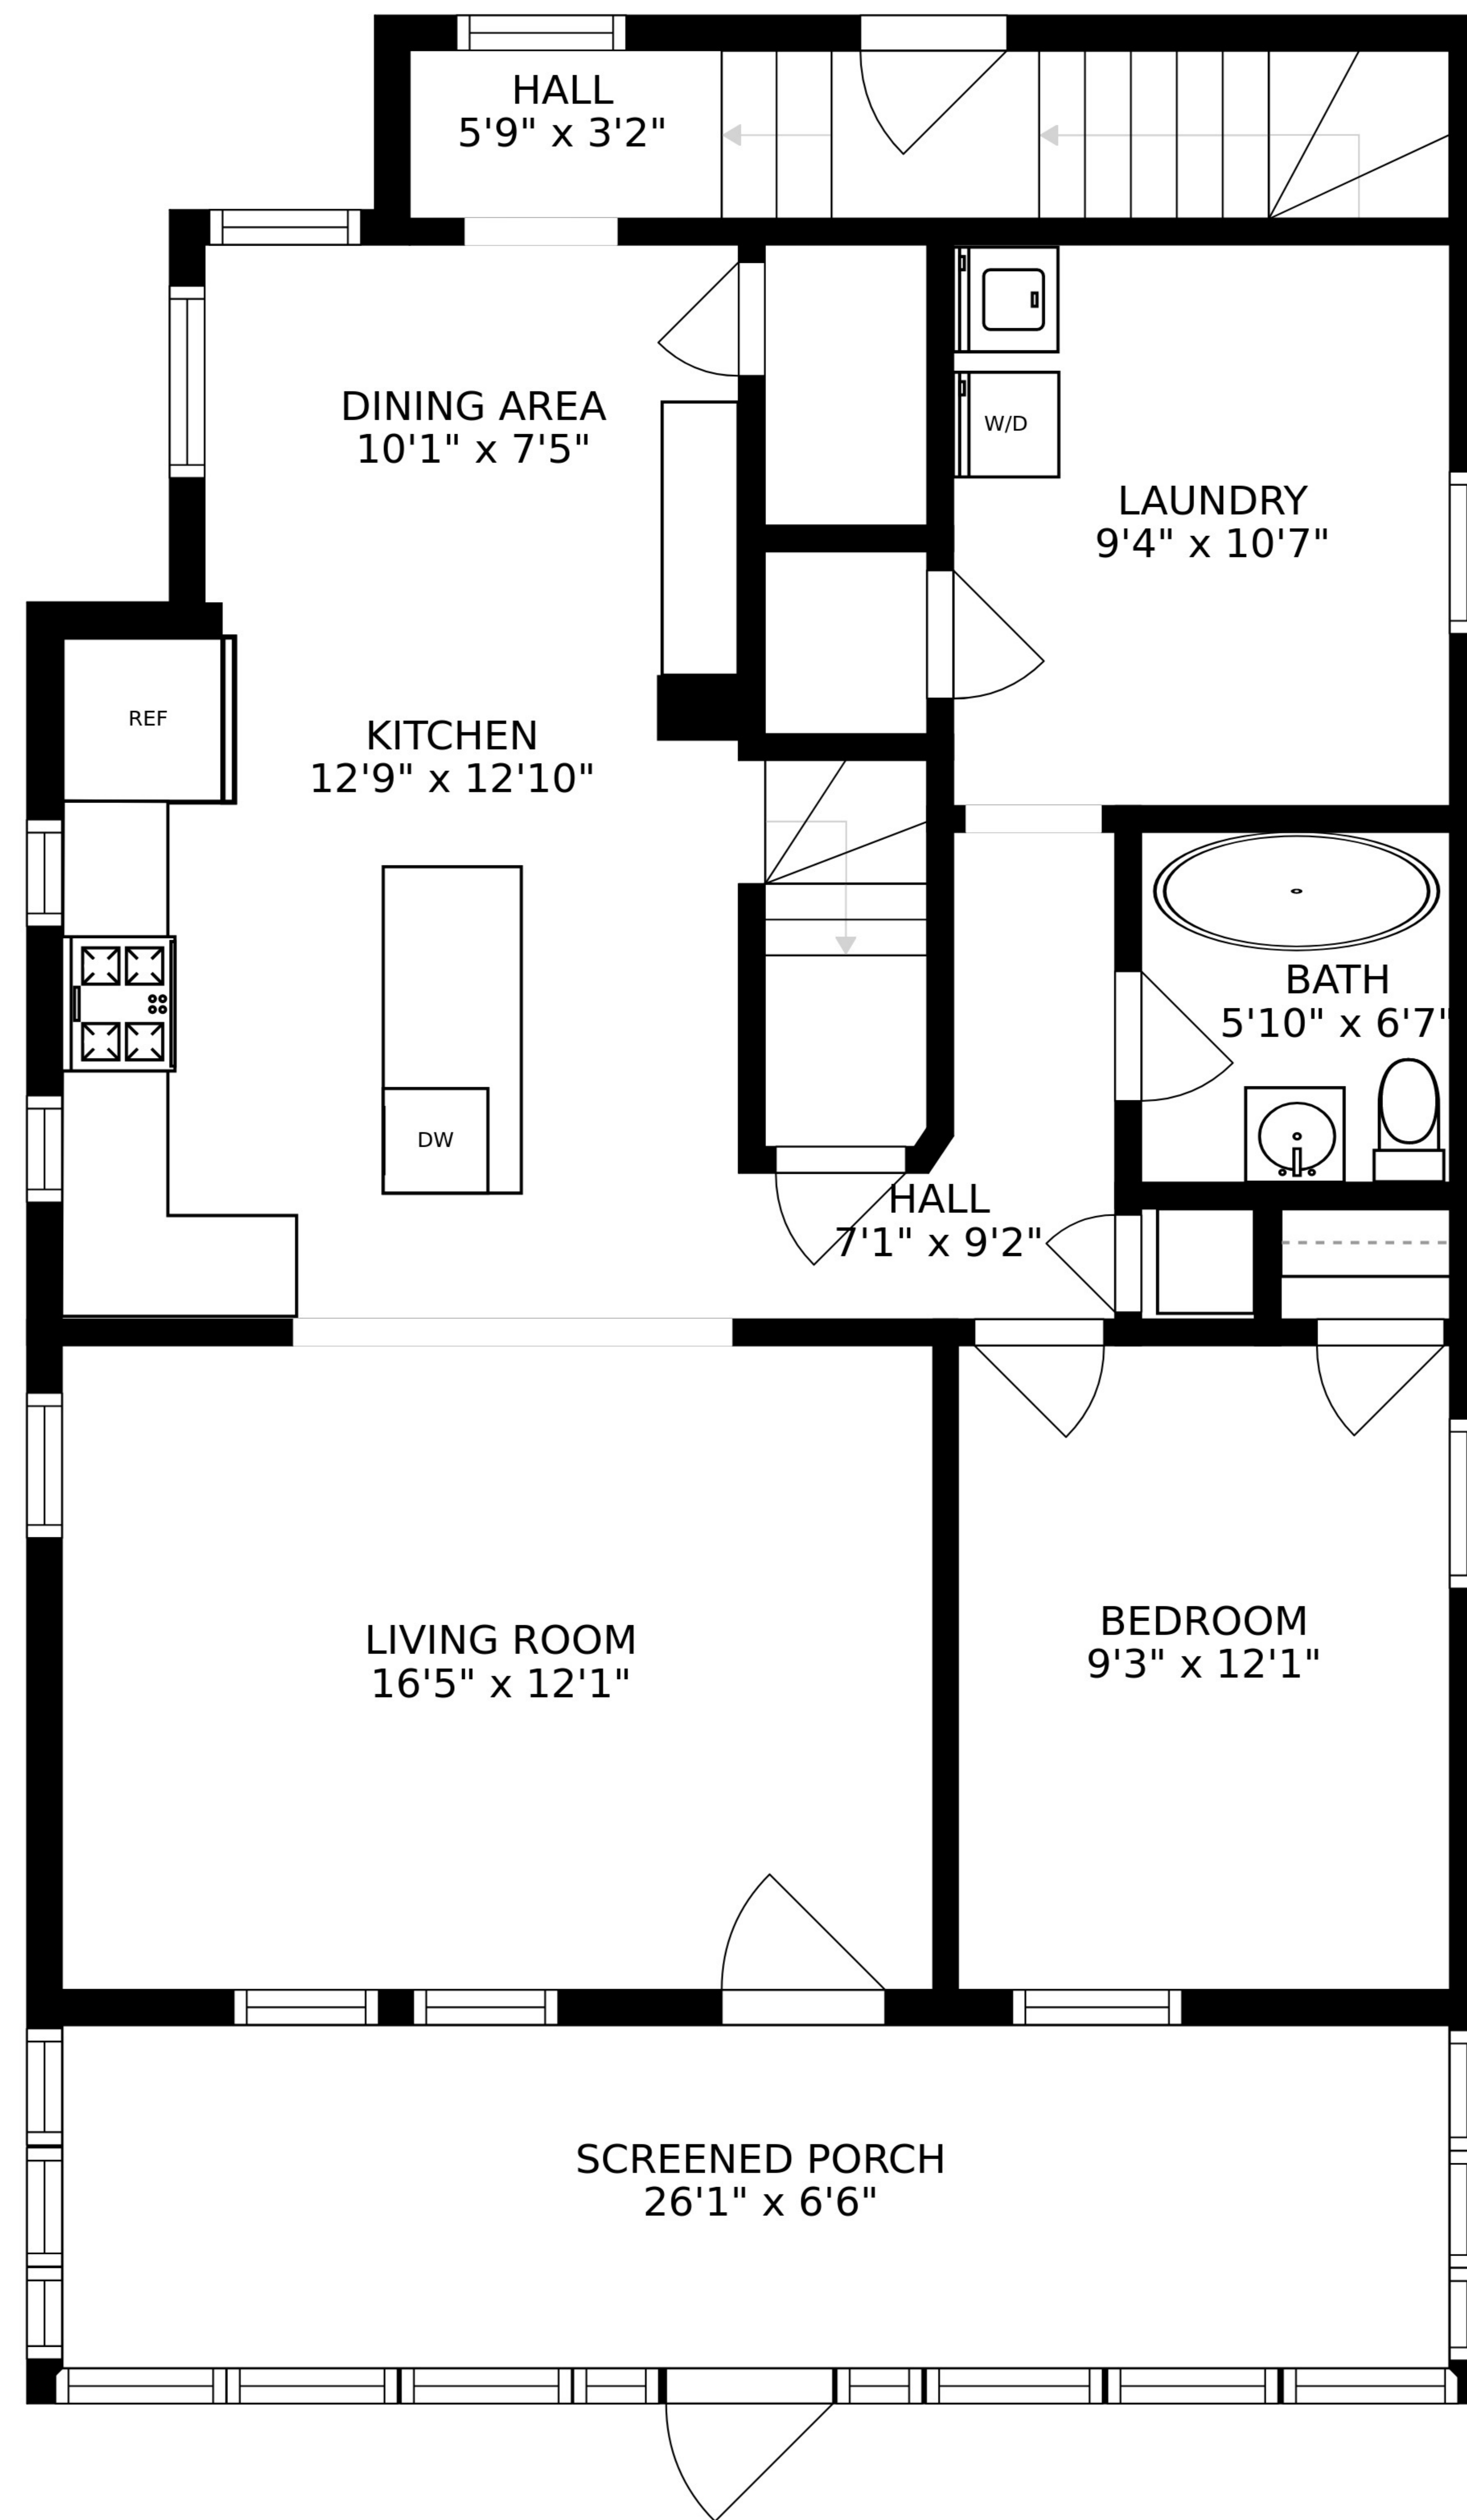 HALL
5'9" x 3'2"
DINING AREA
10'1" x 7'5"
W/D
LAUNDRY
9'4" x 10'7"
REF
KITCHEN
12'9" x 12'10"
BATH
5'10" x 6'7"
DW
HALL
7'1" x 9'2"
LIVING ROOM
16'5" x 12'1"
BEDROOM
9'3" x 12'1"
SCREENED PORCH
26'1" x 6'6"